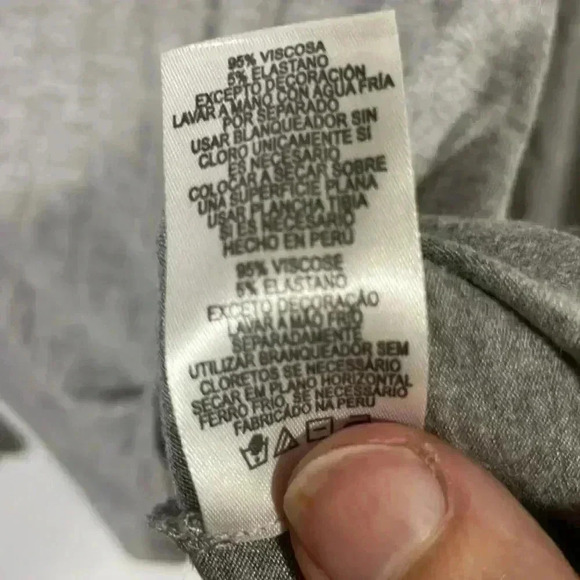 95% VISCOSA
5% ELASTANO
EXCEPTO DECORACIÓN
LAVAR A MANO CON AGUA FRÍA
POR SEPARADO
USAR BLANQUEADOR SIN
CLORO UNICAMENTE SI
ES NECESARIO
COLOCAR A SECAR SOBRE
UNA SUPERFICIE PLANA
USAR PLANCHA TIBIA
SI ES NECESARIO
HECHO EN PERÚ
95% VISCOSE
5% ELASTANO
EXCETO DECORAÇÃO
LAVAR A MÃO FRIO
SEPARADAMENTE
UTILIZAR BRANQUEADOR SEM
CLORETOS SE NECESSÁRIO
SECAR EM PLANO HORIZONTAL
FERRO FRIO, SE NECESSÁRIO
FABRICADO NA PERU